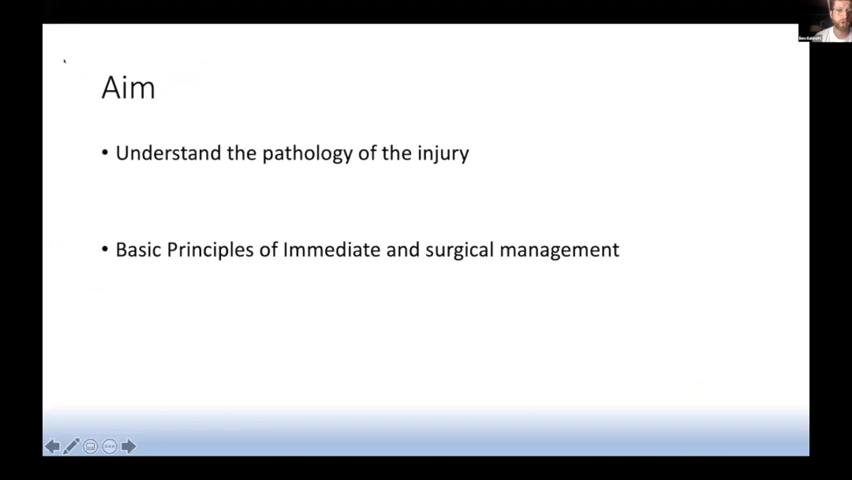 Aim
• Understand the pathology of the injury
• Basic Principles of Immediate and surgical management